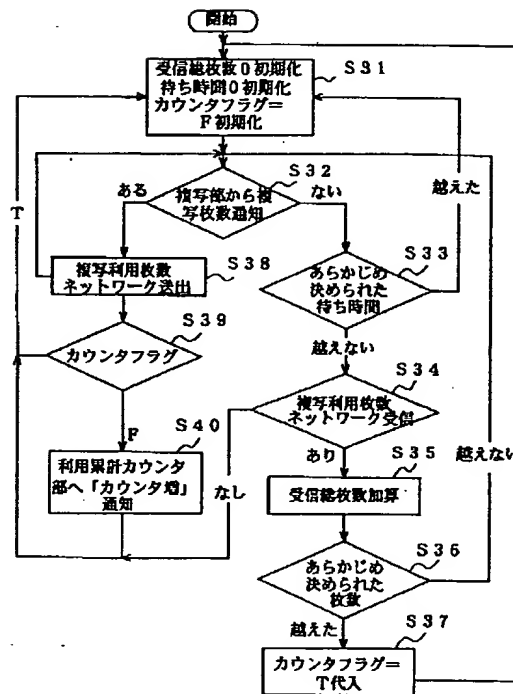 開始
受信総枚数0初期化
待ち時間0初期化
カウンタフラグ=
F初期化
S31
S32
複写部から複
写枚数通知
ある
ない
越えた
T
複写利用枚数
ネットワーク送出
S38
あらかじめ
決められた
待ち時間
S33
越えない
カウンタフラグ
S39
複写利用枚数
ネットワーク受信
S34
F
S40
利用累計カウンタ
部へ「カウンタ増」
通知
なし
あり
S35
越えない
受信総枚数加算
あらかじめ
決められた
枚数
S36
越えた
S37
カウンタフラグ=
T代入